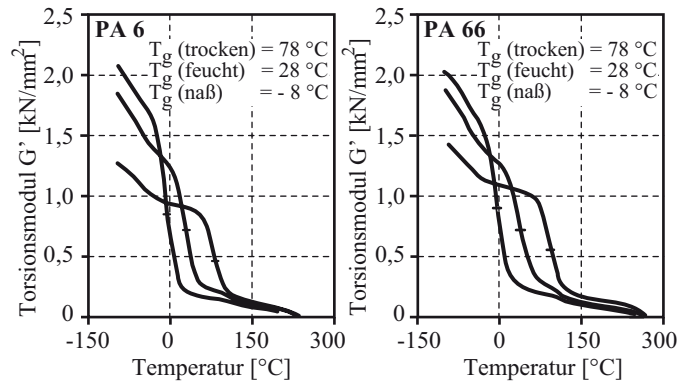 PA 6
T_g (trocken) = 78 °C
T_g (feucht) = 28 °C
T_g (naß) = - 8 °C
Torsionsmodul G' [kN/mm²]
2,5
2,0
1,5
1,0
0,5
0
-150
0
150
300
Temperatur [°C]
PA 66
T_g (trocken) = 78 °C
T_g (feucht) = 28 °C
T_g (naß) = - 8 °C
Torsionsmodul G' [kN/mm²]
2,5
2,0
1,5
1,0
0,5
0
-150
0
150
300
Temperatur [°C]